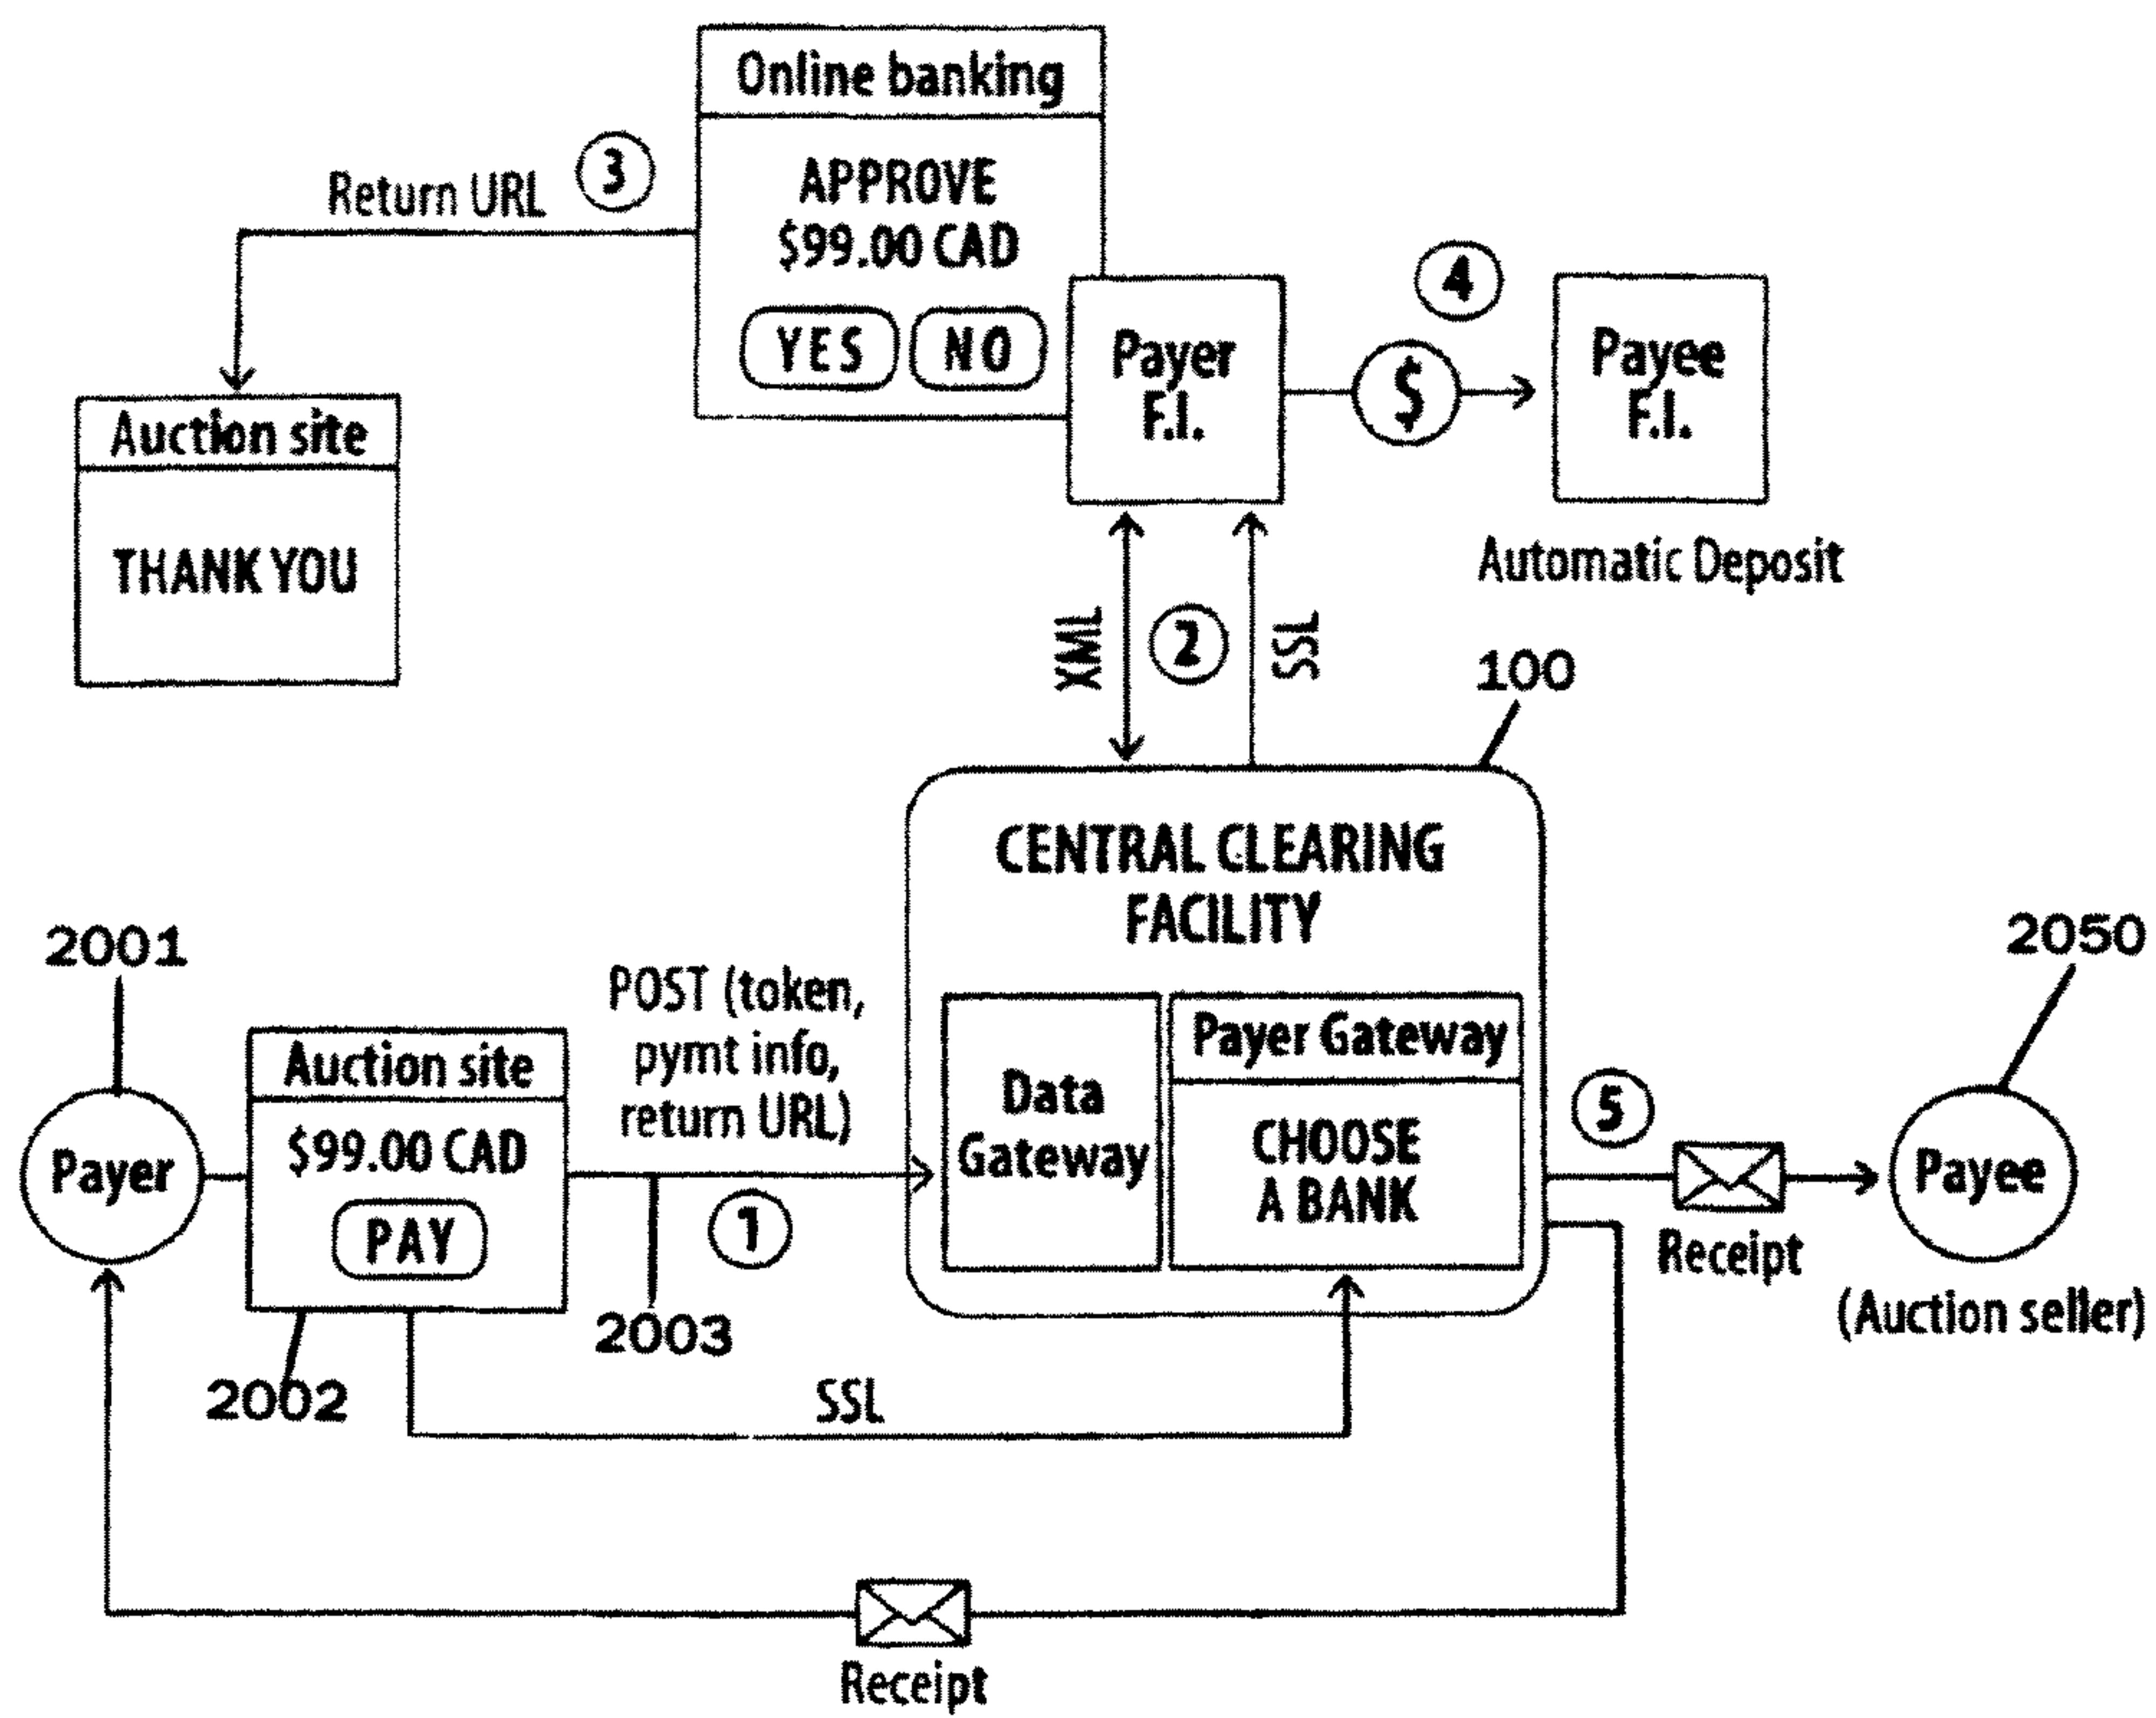 Online banking
APPROVE
$99.00 CAD
YES NO
Return URL
3
Auction site
THANK YOU
Payer
F.I.
$
4
Payee
F.I.
Automatic Deposit
XML
2
SSL
100
CENTRAL CLEARING
FACILITY
Data
Gateway
Payer Gateway
CHOOSE
A BANK
2001
Payer
Auction site
$99.00 CAD
PAY
2002
POST (token,
pymt info,
return URL)
1
2003
SSL
5
Receipt
2050
Payee
(Auction seller)
Receipt